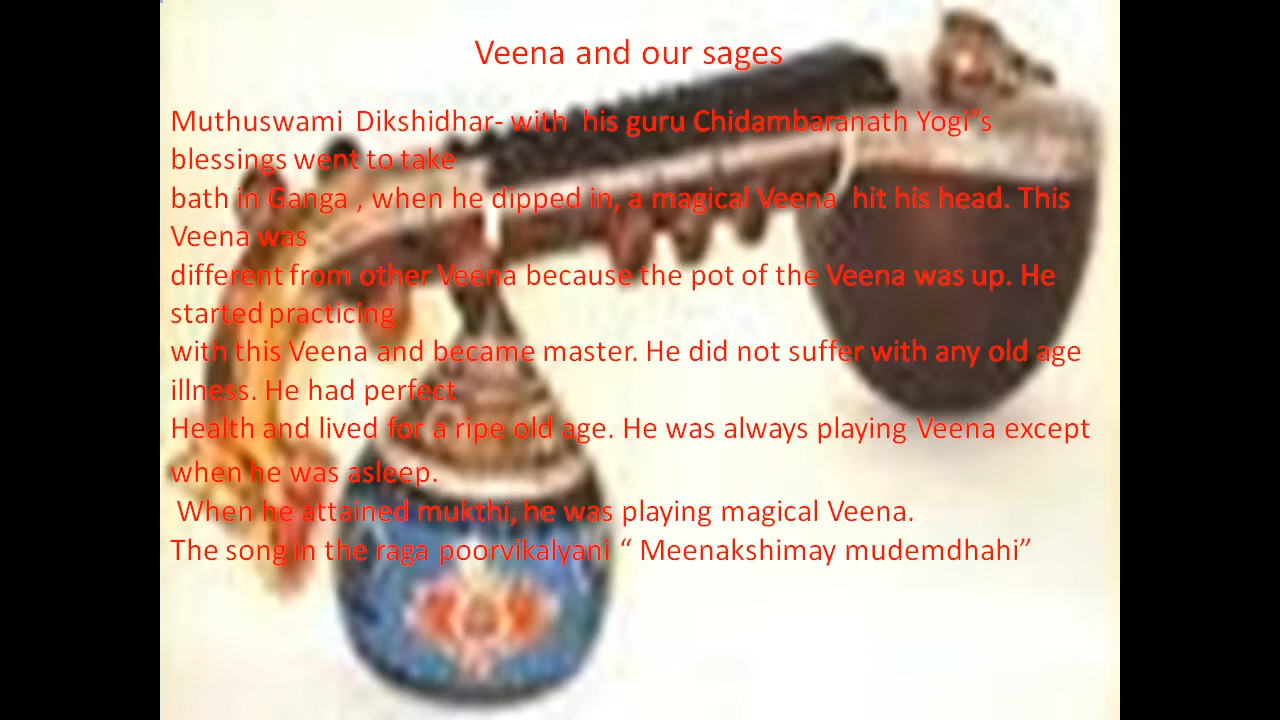 Veena and our sages
Muthuswami Dikshidhar- with his guru Chidambaranath Yogi”s
blessings went to take
bath in Ganga , when he dipped in, a magical Veena hit his head. This
Veena was
different from other Veena because the pot of the Veena was up. He
started practicing
with this Veena and became master. He did not suffer with any old age
illness. He had perfect
Health and lived for a ripe old age. He was always playing Veena except
when he was asleep.
When he attained mukthi, he was playing magical Veena.
The song in the raga poorvikalyani “ Meenakshimay mudemdhahi”